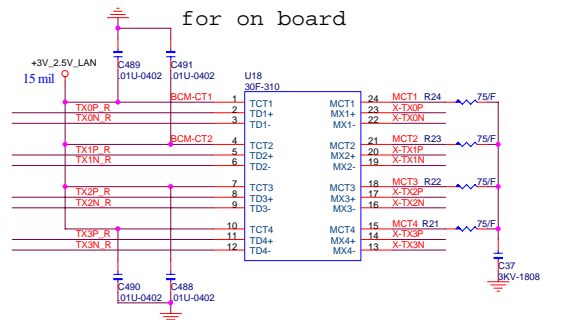 for on board
+3V_2.5V_LAN
15 mil
C489
.01U-0402
C491
.01U-0402
U18
30F-310
BCM-CT1 1 TCT1 MCT1 24 MCT1 R24 75/F
TX0P_R 2 TD1+ MX1+ 23 X-TX0P
TX0N_R 3 TD1- MX1- 22 X-TX0N
BCM-CT2 4 TCT2 MCT2 21 MCT2 R23 75/F
TX1P_R 5 TD2+ MX2+ 20 X-TX1P
TX1N_R 6 TD2- MX2- 19 X-TX1N
7 TCT3 MCT3 18 MCT3 R22 75/F
TX2P_R 8 TD3+ MX3+ 17 X-TX2P
TX2N_R 9 TD3- MX3- 16 X-TX2N
10 TCT4 MCT4 15 MCT4 R21 75/F
TX3P_R 11 TD4+ MX4+ 14 X-TX3P
TX3N_R 12 TD4- MX4- 13 X-TX3N
C490
.01U-0402
C488
.01U-0402
C37
3KV-1808